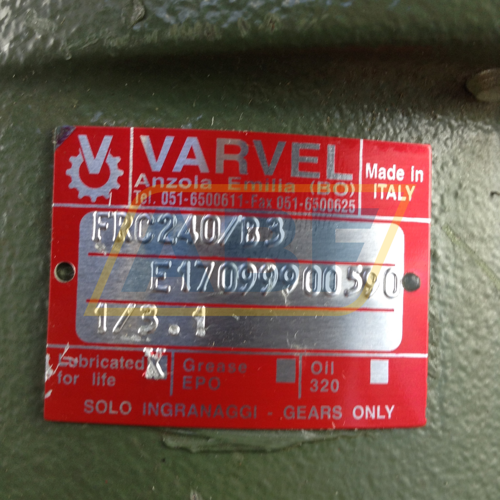 V VARVEL
Anzola Emilia (BO)
Tel. 051-6500611-Fax 051-6500625
Made in
ITALY
FRC240/B3
E17099900590
1/3.1
Lubricated X
for life
Grease
EPO
Oil
320
SOLO INGRANAGGI - GEARS ONLY